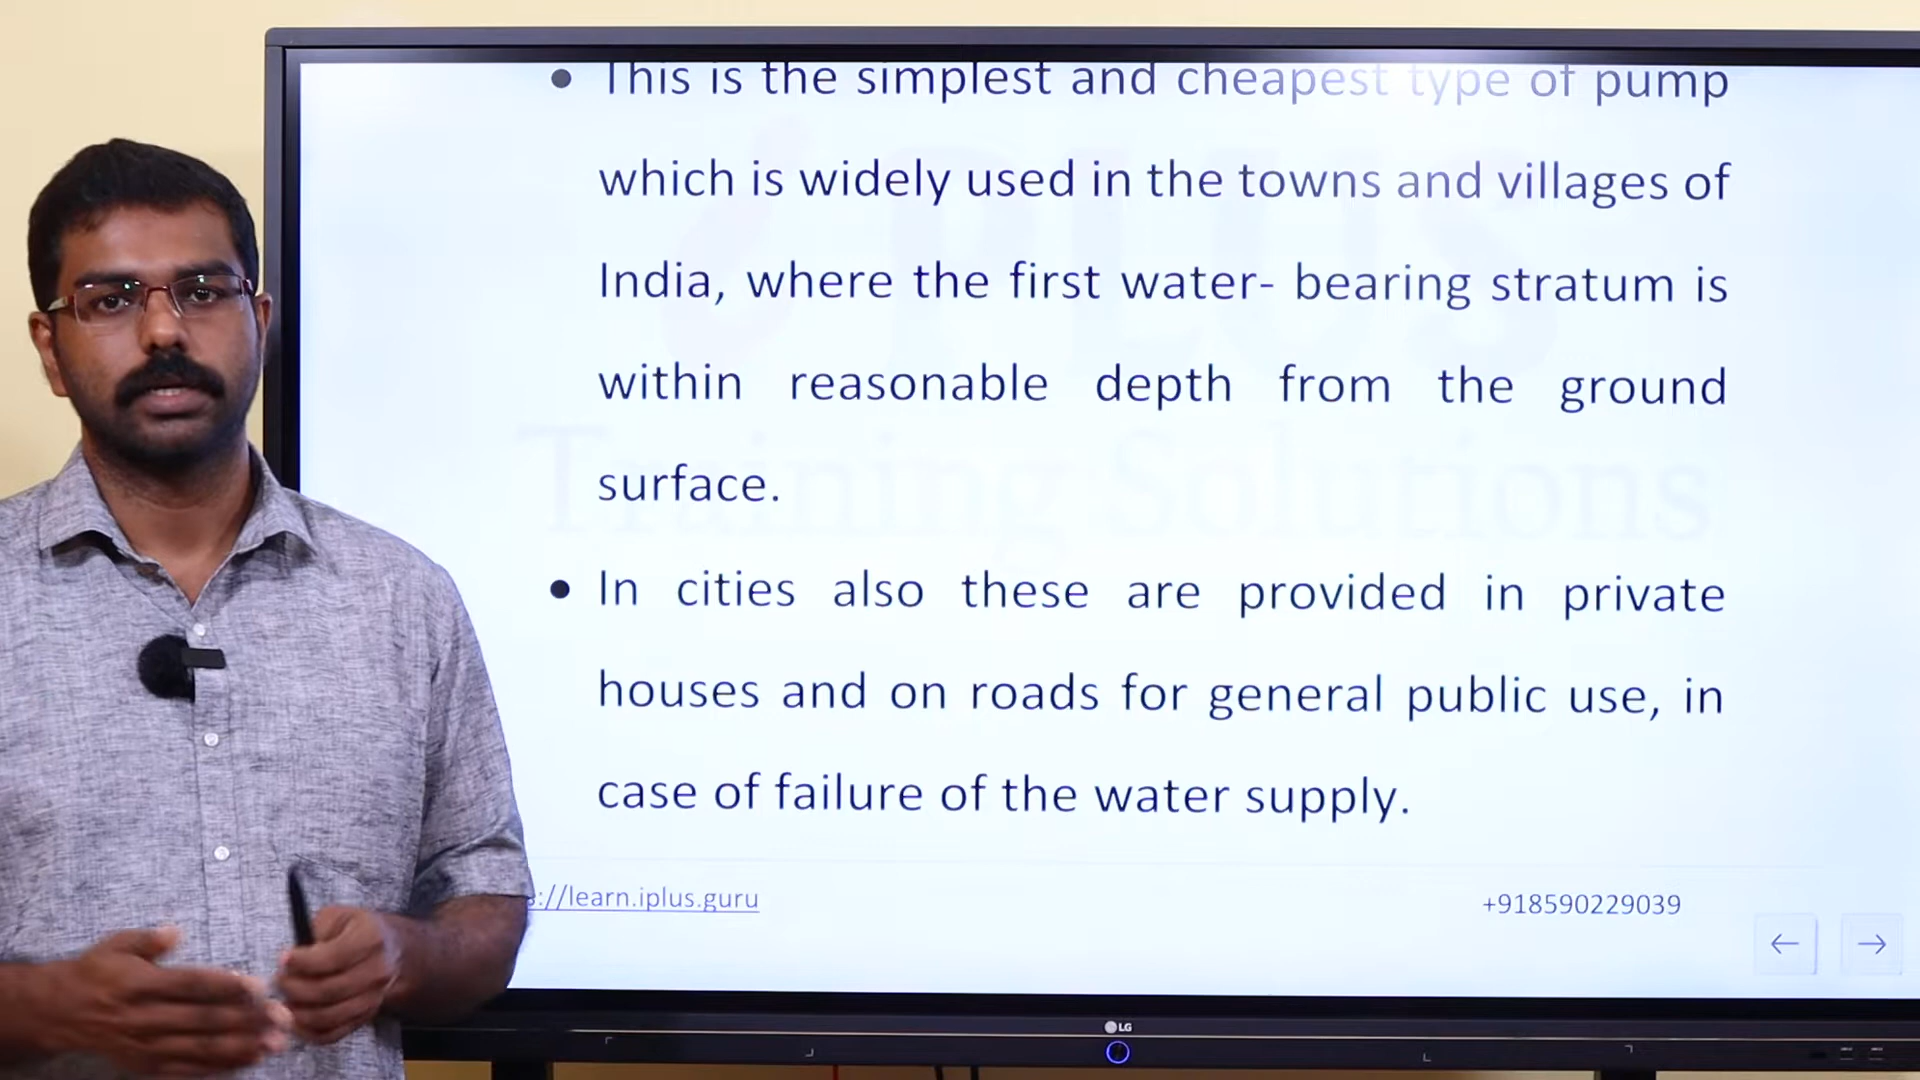 • This is the simplest and cheapest type of pump
which is widely used in the towns and villages of
India, where the first water- bearing stratum is
within reasonable depth from the ground
surface.
• In cities also these are provided in private
houses and on roads for general public use, in
case of failure of the water supply.
PLUS
Training Solutions
://learn.iplus.guru
+918590229039
LG